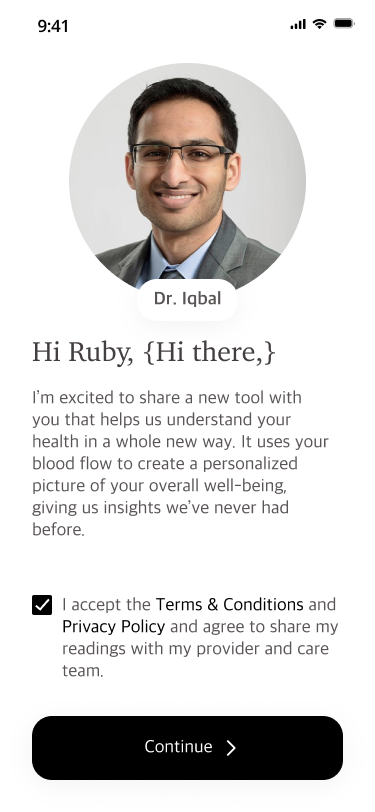 9:41
Dr. Iqbal
Hi Ruby, {Hi there,}
I’m excited to share a new tool with
you that helps us understand your
health in a whole new way. It uses your
blood flow to create a personalized
picture of your overall well-being,
giving us insights we’ve never had
before.
I accept the Terms & Conditions and
Privacy Policy and agree to share my
readings with my provider and care
team.
Continue